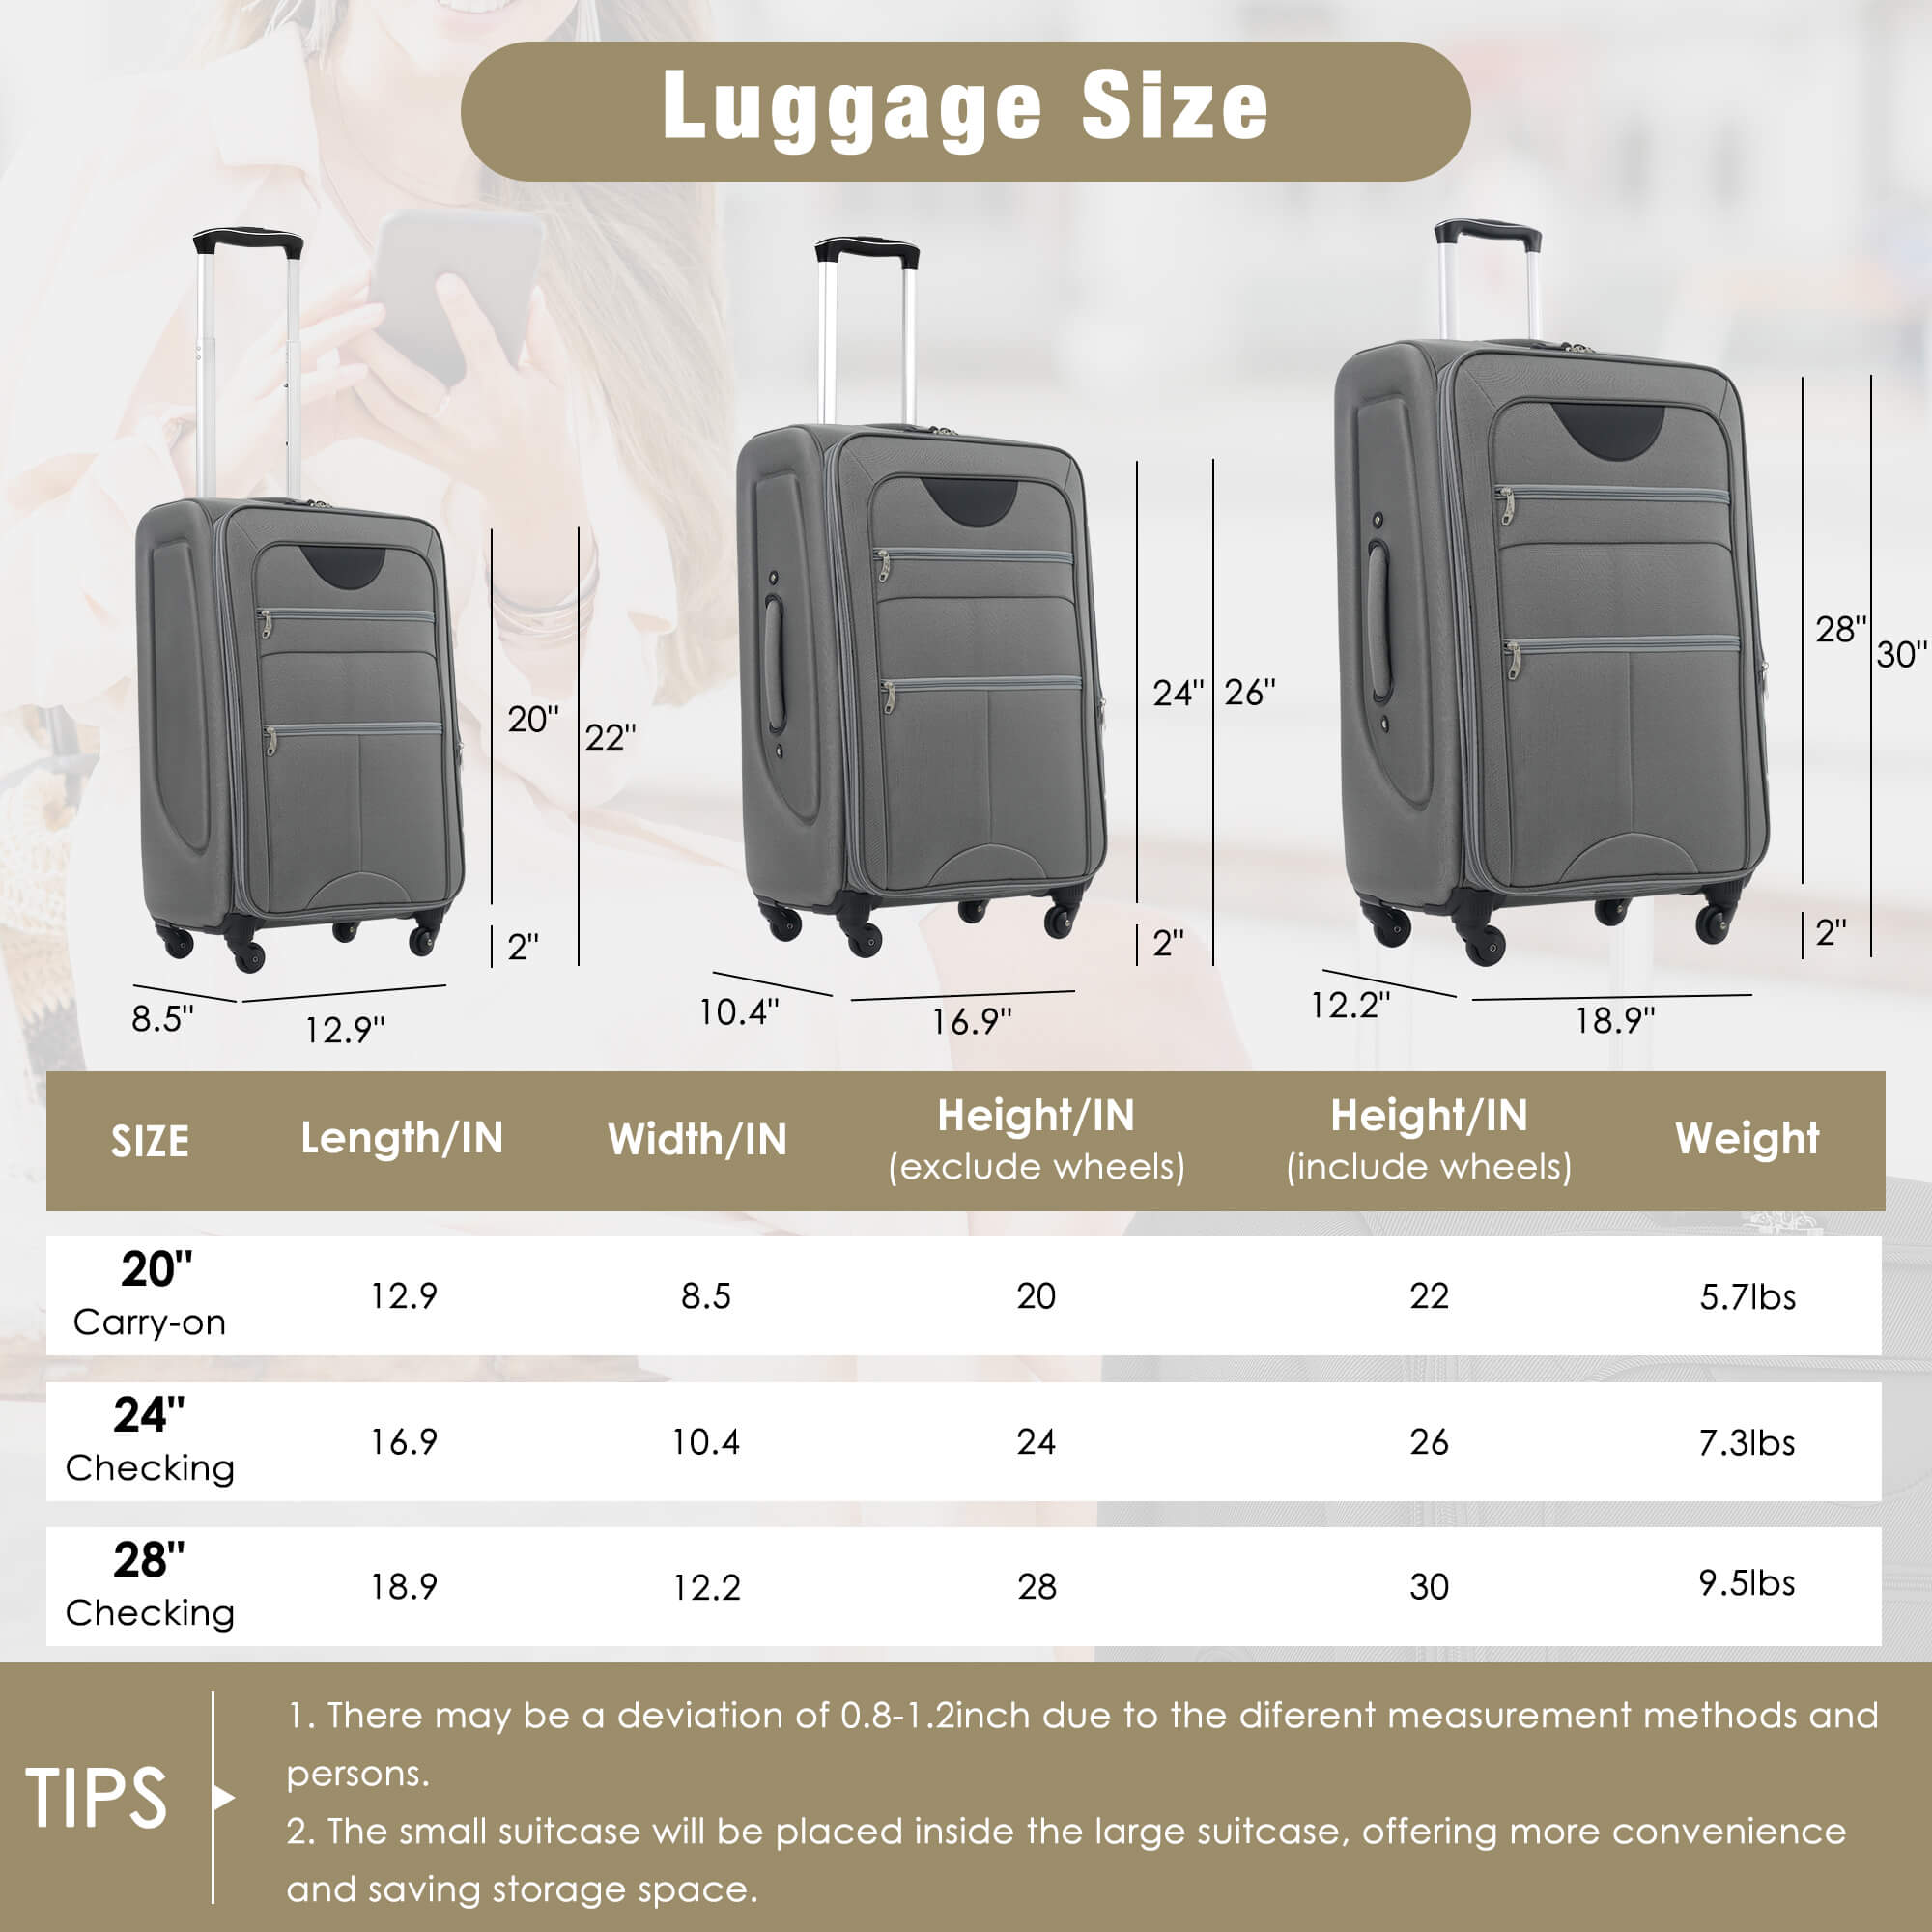 Luggage Size
20" 22"
2"
8.5" 12.9"
24" 26"
2"
10.4" 16.9"
28" 30"
2"
12.2" 18.9"
SIZE Length/IN Width/IN Height/IN (exclude wheels) Height/IN (include wheels) Weight
20" Carry-on 12.9 8.5 20 22 5.7lbs
24" Checking 16.9 10.4 24 26 7.3lbs
28" Checking 18.9 12.2 28 30 9.5lbs
TIPS
1. There may be a deviation of 0.8-1.2inch due to the diferent measurement methods and
persons.
2. The small suitcase will be placed inside the large suitcase, offering more convenience
and saving storage space.